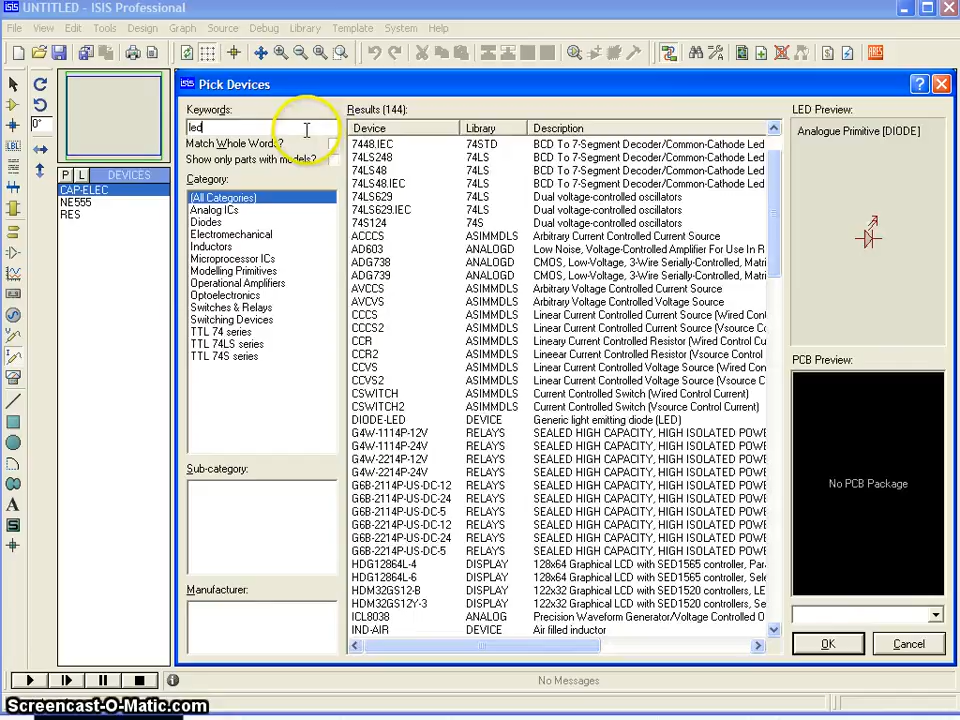 UNTITLED - ISIS Professional
File View Edit Tools Design Graph Source Debug Library Template System Help
ARES
0°
P L DEVICES
CAP-ELEC
NE555
RES
Pick Devices
Keywords:
led
Match Whole Words?
Show only parts with models?
Category:
(All Categories)
Analog ICs
Diodes
Electromechanical
Inductors
Microprocessor ICs
Modelling Primitives
Operational Amplifiers
Optoelectronics
Switches & Relays
Switching Devices
TTL 74 series
TTL 74LS series
TTL 74S series
Sub-category:
Manufacturer:
Results (144):
Device Library Description
7448.IEC 74STD BCD To 7-Segment Decoder/Common-Cathode Led
74LS248 74LS BCD To 7-Segment Decoder/Common-Cathode Led
74LS48 74LS BCD To 7-Segment Decoder/Common-Cathode Led
74LS48.IEC 74LS BCD To 7-Segment Decoder/Common-Cathode Led
74LS629 74LS Dual voltage-controlled oscillators
74LS629.IEC 74LS Dual voltage-controlled oscillators
74S124 74S Dual voltage-controlled oscillators
ACCCS ASIMMDLS Arbitrary Current Controlled Current Source
AD603 ANALOGD Low Noise, Voltage-Controlled Amplifier For Use In R
ADG738 ANALOGD CMOS, Low-Voltage, 3-Wire Serially-Controlled, Matri
ADG739 ANALOGD CMOS, Low-Voltage, 3-Wire Serially-Controlled, Matri
AVCCS ASIMMDLS Arbitrary Voltage Controlled Current Source
AVCVS ASIMMDLS Arbitrary Voltage Controlled Voltage Source
CCCS ASIMMDLS Linear Current Controlled Current Source (Wired Cont
CCCS2 ASIMMDLS Linear Current Controlled Current Source (Vsource C
CCR ASIMMDLS Lineary Current Controlled Resistor (Wired Control Cu
CCR2 ASIMMDLS Lineear Current Controlled Resistor (Vsource Control
CCVS ASIMMDLS Linear Current Controlled Voltage Source (Wired Con
CCVS2 ASIMMDLS Linear Current Controlled Voltage Source (Vsource C
CSWITCH ASIMMDLS Current Controlled Switch (Wired Control Current)
CSWITCH2 ASIMMDLS Current Controlled Switch (Vsource Control Current)
DIODE-LED DEVICE Generic light emitting diode (LED)
G4W-1114P-12V RELAYS SEALED HIGH CAPACITY, HIGH ISOLATED POWE
G4W-1114P-24V RELAYS SEALED HIGH CAPACITY, HIGH ISOLATED POWE
G4W-2214P-12V RELAYS SEALED HIGH CAPACITY, HIGH ISOLATED POWE
G4W-2214P-24V RELAYS SEALED HIGH CAPACITY, HIGH ISOLATED POWE
G6B-2114P-US-DC-12 RELAYS SEALED HIGH CAPACITY, HIGH ISOLATED POWE
G6B-2114P-US-DC-24 RELAYS SEALED HIGH CAPACITY, HIGH ISOLATED POWE
G6B-2114P-US-DC-5 RELAYS SEALED HIGH CAPACITY, HIGH ISOLATED POWE
G6B-2214P-US-DC-12 RELAYS SEALED HIGH CAPACITY, HIGH ISOLATED POWE
G6B-2214P-US-DC-24 RELAYS SEALED HIGH CAPACITY, HIGH ISOLATED POWE
G6B-2214P-US-DC-5 RELAYS SEALED HIGH CAPACITY, HIGH ISOLATED POWE
HDG12864L-4 DISPLAY 128x64 Graphical LCD with SED1565 controller, Para
HDG12864L-6 DISPLAY 128x64 Graphical LCD with SED1565 controller, Seria
HDM32GS12-B DISPLAY 122x32 Graphical LCD with SED1520 controllers, LE
HDM32GS12Y-3 DISPLAY 122x32 Graphical LCD with SED1520 controllers, Se
ICL8038 ANALOG Precision Waveform Generator/Voltage Controlled O
IND-AIR DEVICE Air filled inductor
LED Preview:
Analogue Primitive [DIODE]
PCB Preview:
No PCB Package
OK Cancel
No Messages
Screencast-O-Matic.com